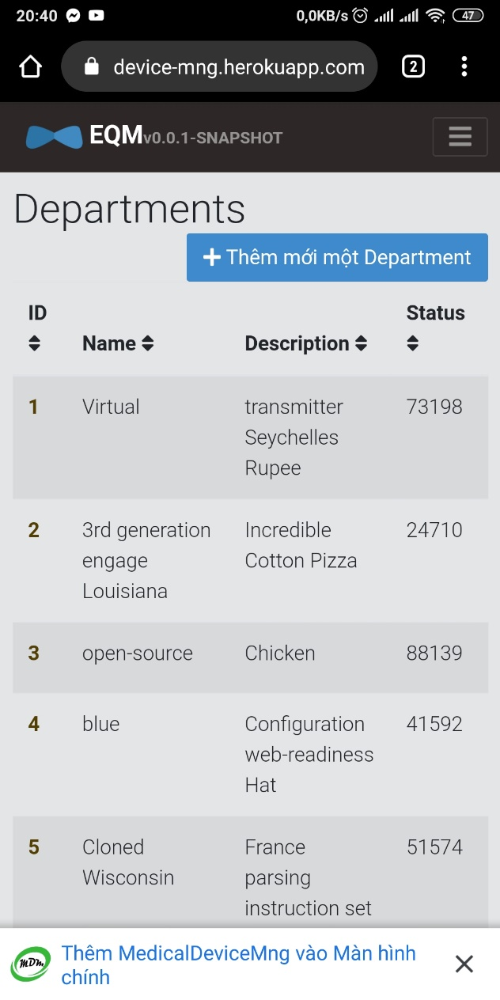 20:40 0,0KB/s 47
device-mng.herokuapp.com 2
EQMv0.0.1-SNAPSHOT
Departments
Thêm mới một Department
ID Name Description Status
1 Virtual transmitter 73198
Seychelles
Rupee
2 3rd generation Incredible 24710
engage Cotton Pizza
Louisiana
3 open-source Chicken 88139
4 blue Configuration 41592
web-readiness
Hat
5 Cloned France 51574
Wisconsin parsing
instruction set
MDM Thêm MedicalDeviceMng vào Màn hình
chính